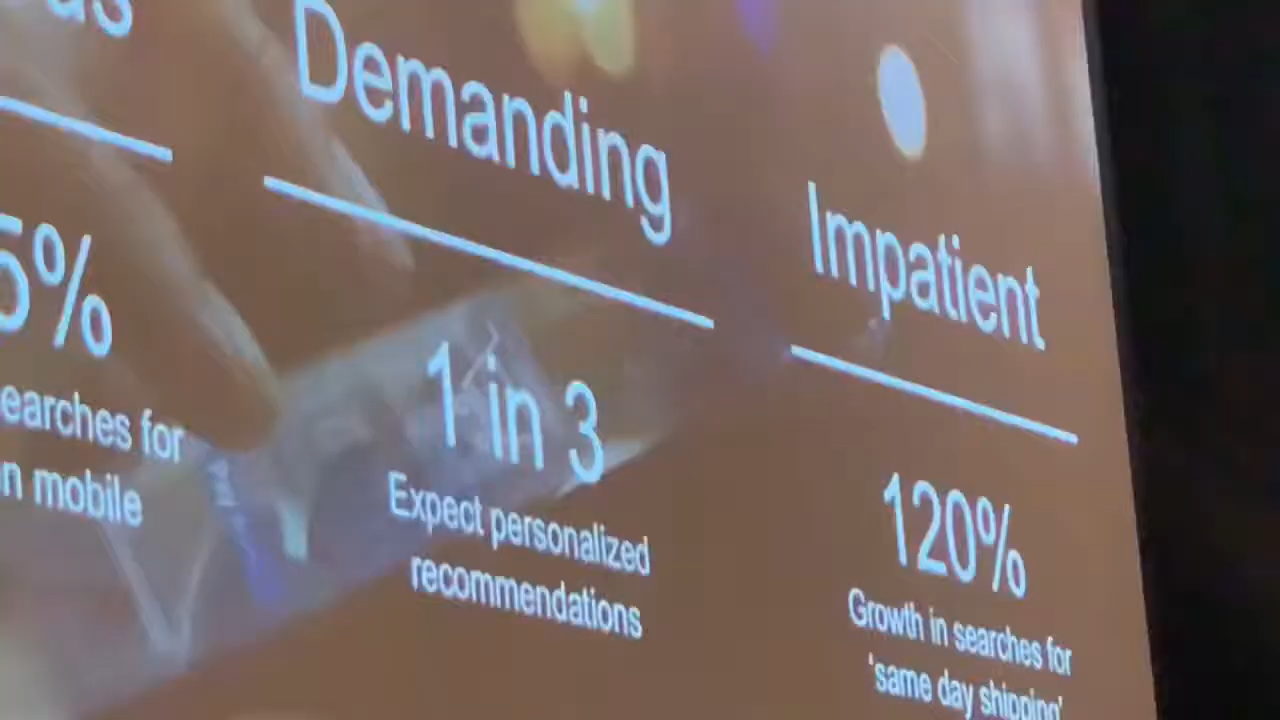 Demanding
Impatient
5%
for
mobile
1 in 3
Expect personalized
recommendations
120%
Growth in searches for
'same day shipping'